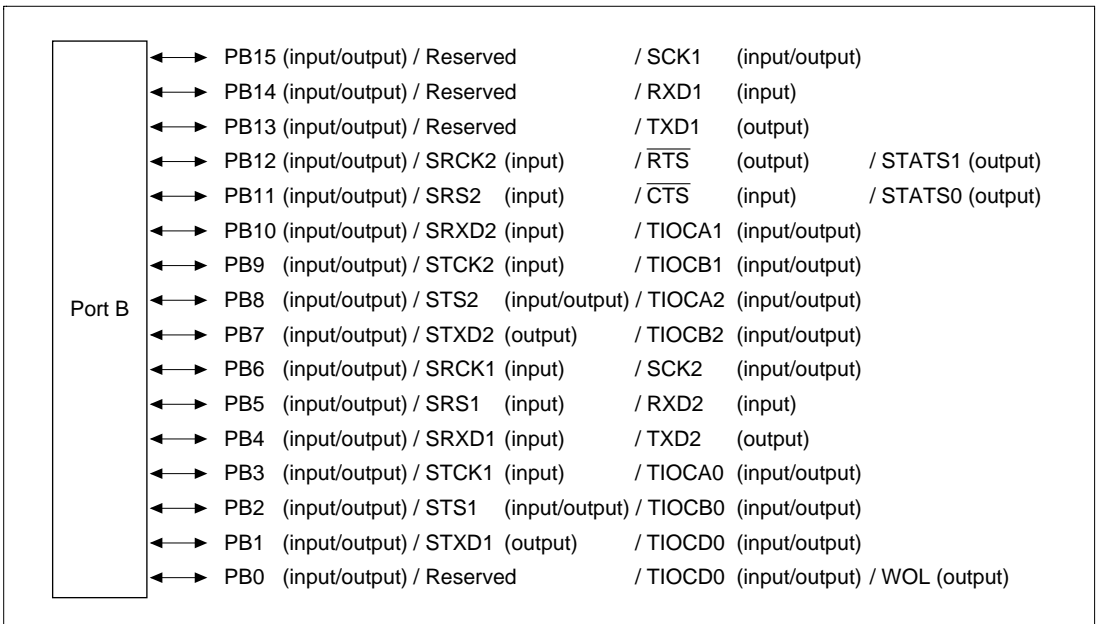 PB15 (input/output) / Reserved / SCK1 (input/output)
PB14 (input/output) / Reserved / RXD1 (input)
PB13 (input/output) / Reserved / TXD1 (output)
PB12 (input/output) / SRCK2 (input) / R̅T̅S̅ (output) / STATS1 (output)
PB11 (input/output) / SRS2 (input) / C̅T̅S̅ (input) / STATS0 (output)
PB10 (input/output) / SRXD2 (input) / TIOCA1 (input/output)
PB9 (input/output) / STCK2 (input) / TIOCB1 (input/output)
Port B
PB8 (input/output) / STS2 (input/output) / TIOCA2 (input/output)
PB7 (input/output) / STXD2 (output) / TIOCB2 (input/output)
PB6 (input/output) / SRCK1 (input) / SCK2 (input/output)
PB5 (input/output) / SRS1 (input) / RXD2 (input)
PB4 (input/output) / SRXD1 (input) / TXD2 (output)
PB3 (input/output) / STCK1 (input) / TIOCA0 (input/output)
PB2 (input/output) / STS1 (input/output) / TIOCB0 (input/output)
PB1 (input/output) / STXD1 (output) / TIOCD0 (input/output)
PB0 (input/output) / Reserved / TIOCD0 (input/output) / WOL (output)